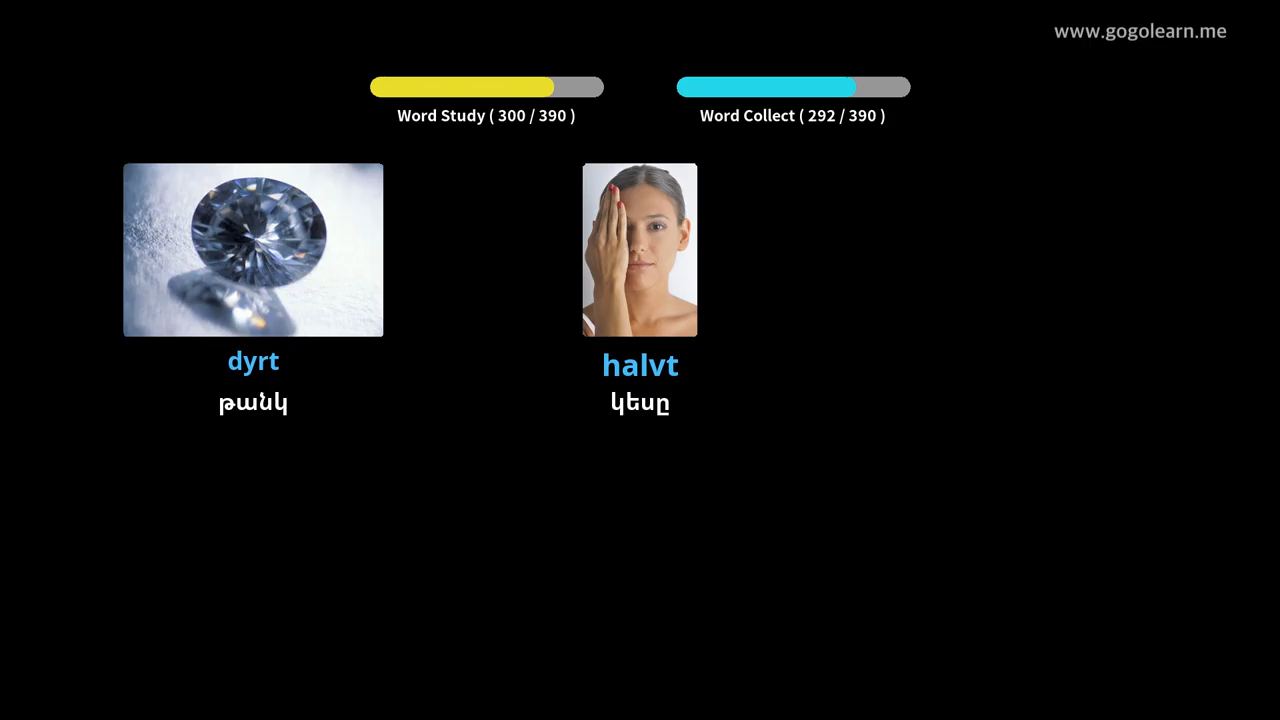 www.gogolearn.me
Word Study ( 300 / 390 )
Word Collect ( 292 / 390 )
dyrt
թանկ
halvt
կեսը